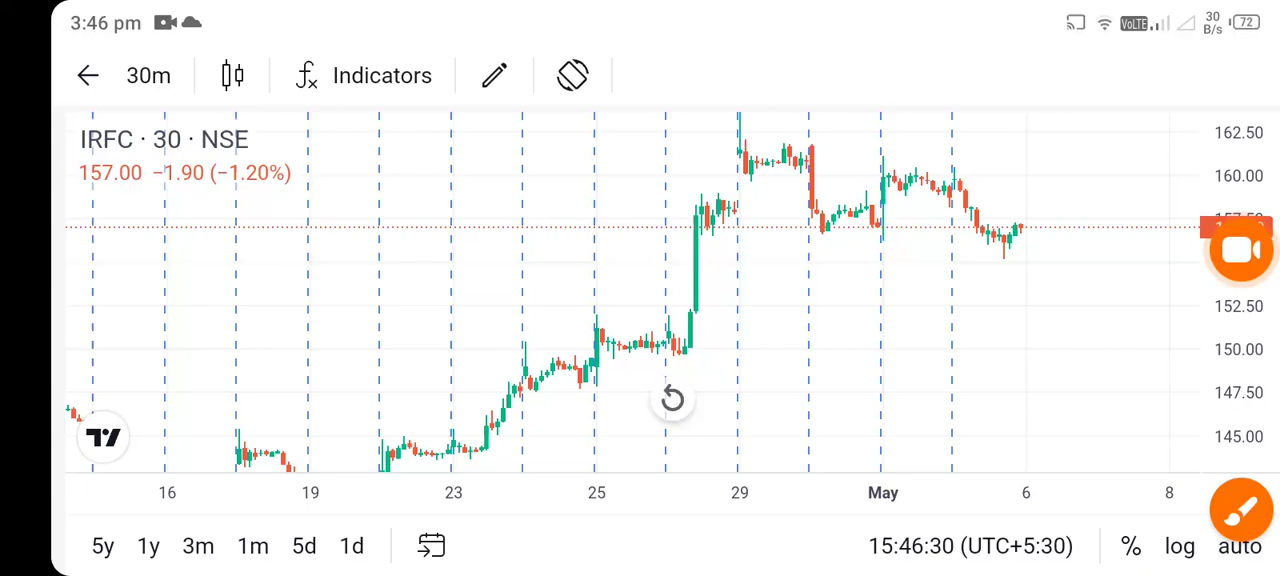 3:46 pm VoLTE 30 B/s 72
30m Indicators
IRFC · 30 · NSE
157.00 −1.90 (−1.20%)
162.50
160.00
152.50
150.00
147.50
145.00
16 19 23 25 29 May 6 8
5y 1y 3m 1m 5d 1d 15:46:30 (UTC+5:30) % log auto